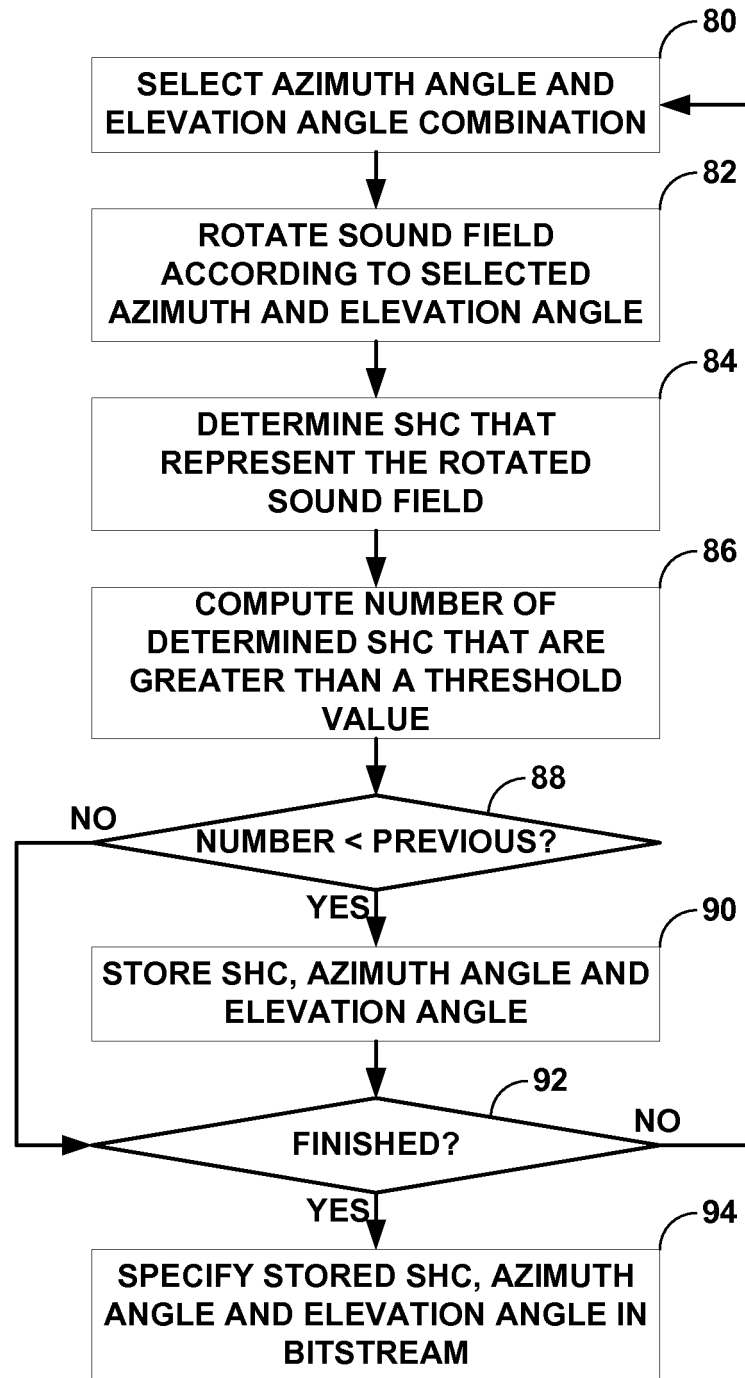 80
SELECT AZIMUTH ANGLE AND
ELEVATION ANGLE COMBINATION
82
ROTATE SOUND FIELD
ACCORDING TO SELECTED
AZIMUTH AND ELEVATION ANGLE
84
DETERMINE SHC THAT
REPRESENT THE ROTATED
SOUND FIELD
86
COMPUTE NUMBER OF
DETERMINED SHC THAT ARE
GREATER THAN A THRESHOLD
VALUE
88
NO
NUMBER < PREVIOUS?
YES
90
STORE SHC, AZIMUTH ANGLE AND
ELEVATION ANGLE
92
NO
FINISHED?
YES
94
SPECIFY STORED SHC, AZIMUTH
ANGLE AND ELEVATION ANGLE IN
BITSTREAM